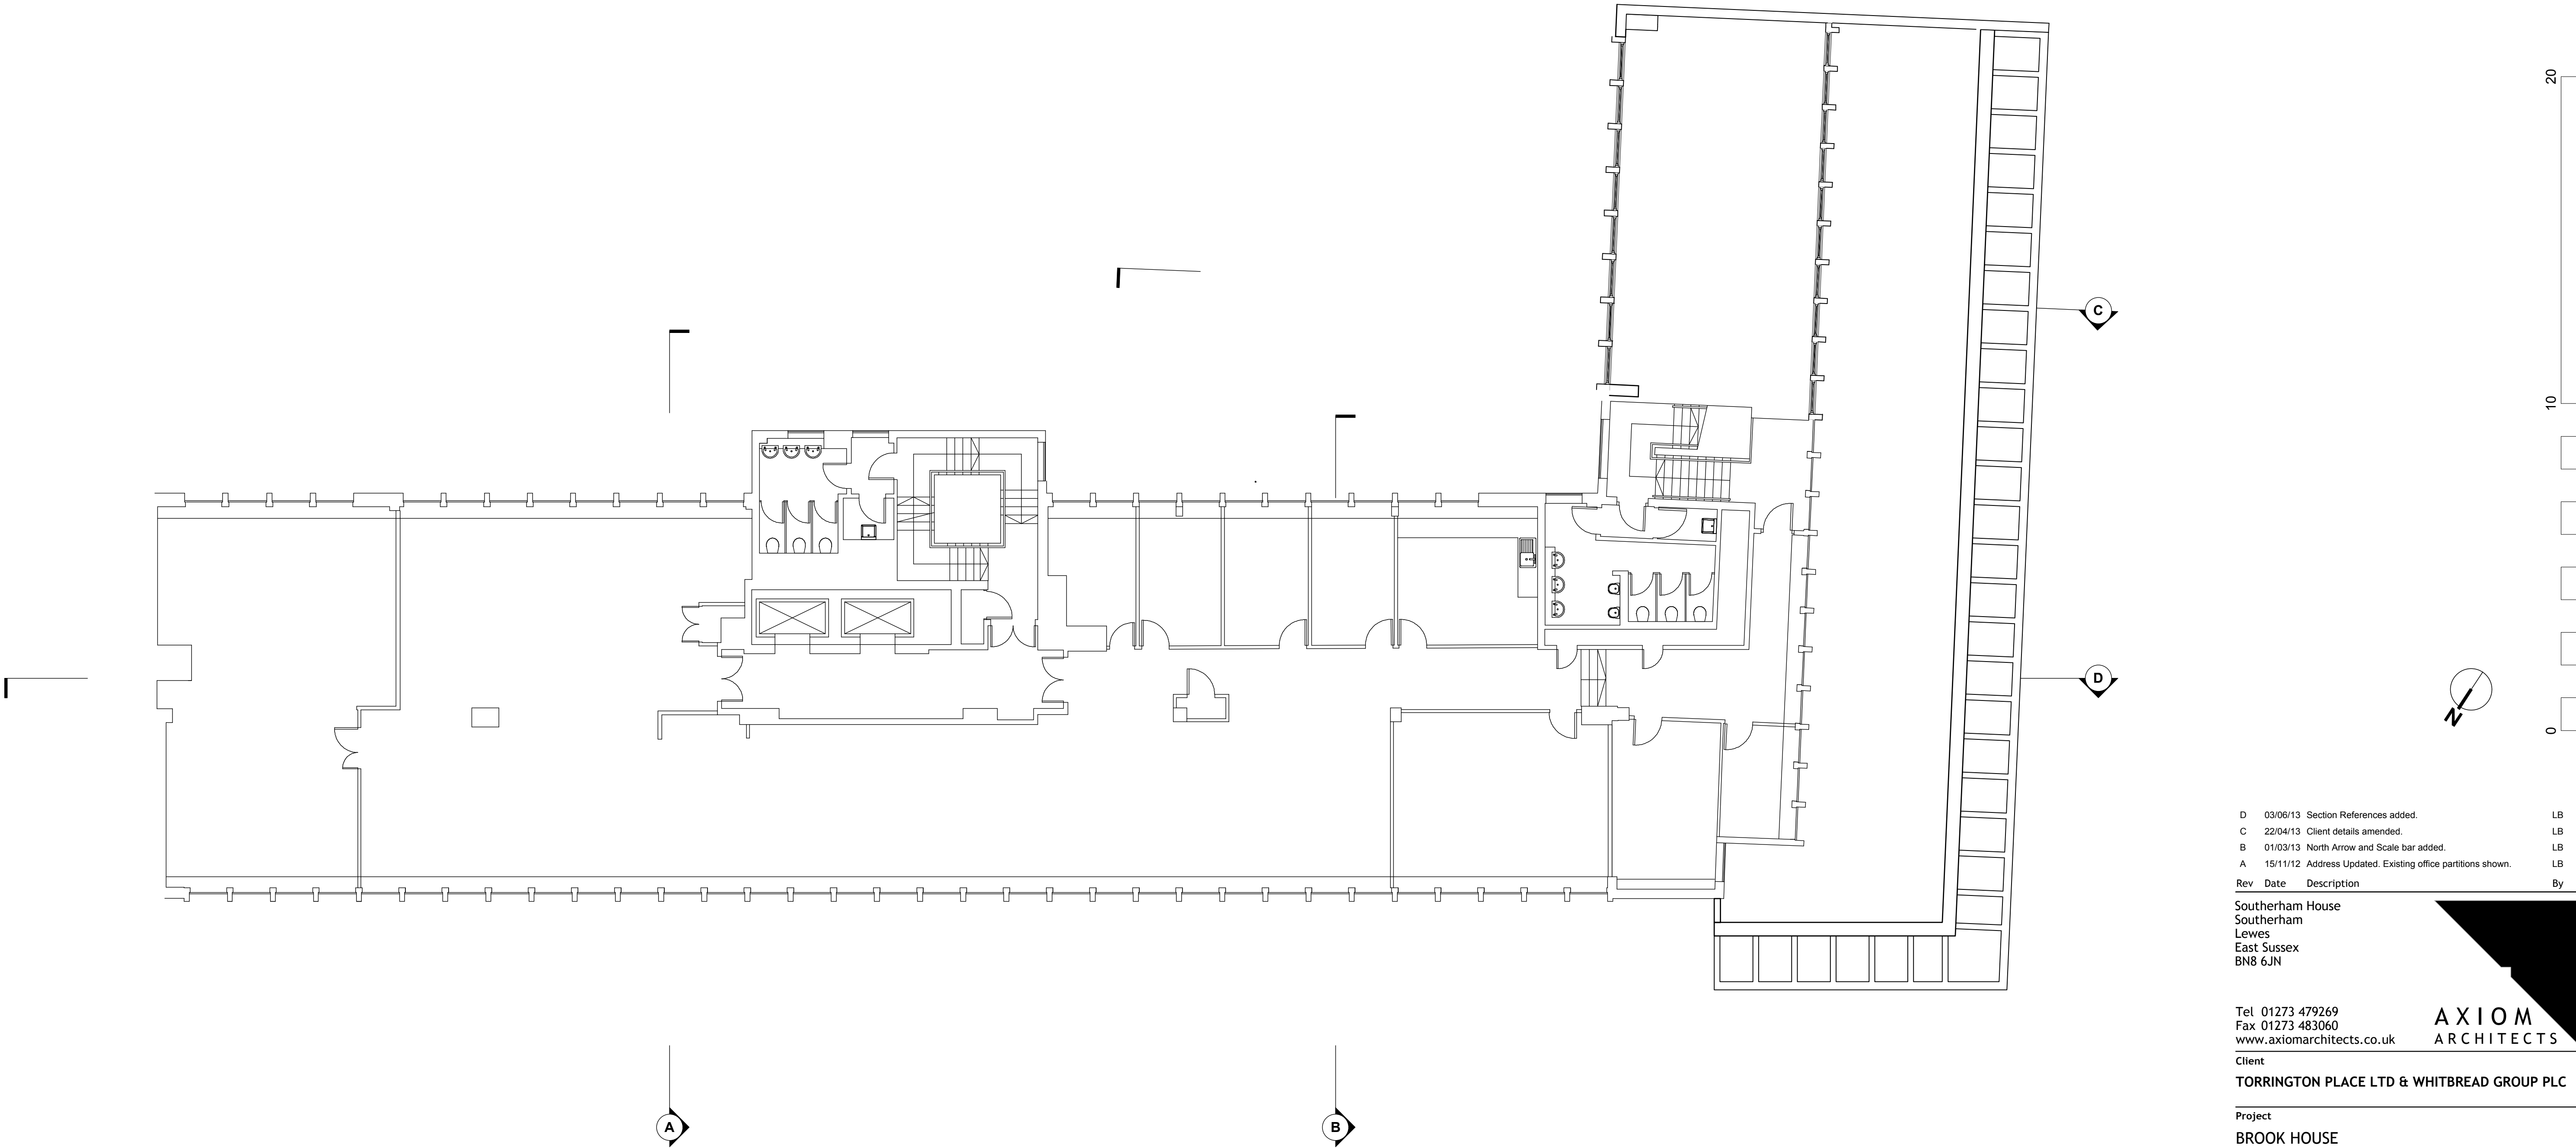 20
10
0
C
D
A
B
N
D 03/06/13 Section References added. LB
C 22/04/13 Client details amended. LB
B 01/03/13 North Arrow and Scale bar added. LB
A 15/11/12 Address Updated. Existing office partitions shown. LB
Rev Date Description By
Southerham House
Southerham
Lewes
East Sussex
BN8 6JN
Tel 01273 479269
Fax 01273 483060
www.axiomarchitects.co.uk
AXIOM
ARCHITECTS
Client
TORRINGTON PLACE LTD & WHITBREAD GROUP PLC
Project
BROOK HOUSE